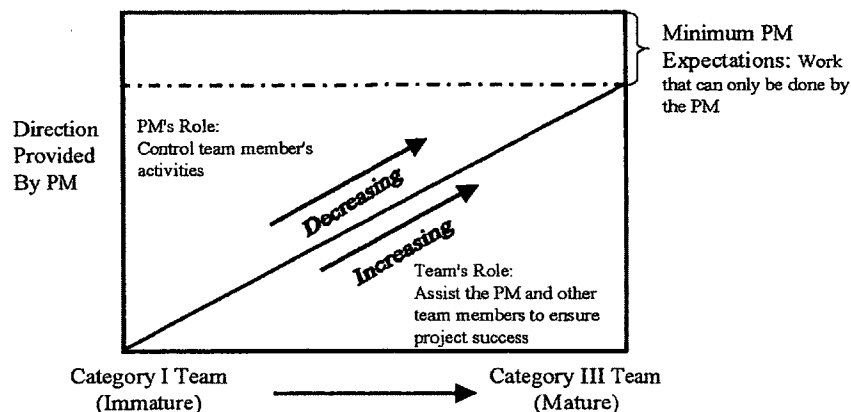 Minimum PM
Expectations: Work
that can only be done by
the PM
Direction
Provided
By PM
PM's Role:
Control team member's
activities
Decreasing
Increasing
Team's Role:
Assist the PM and other
team members to ensure
project success
Category I Team
(Immature)
Category III Team
(Mature)